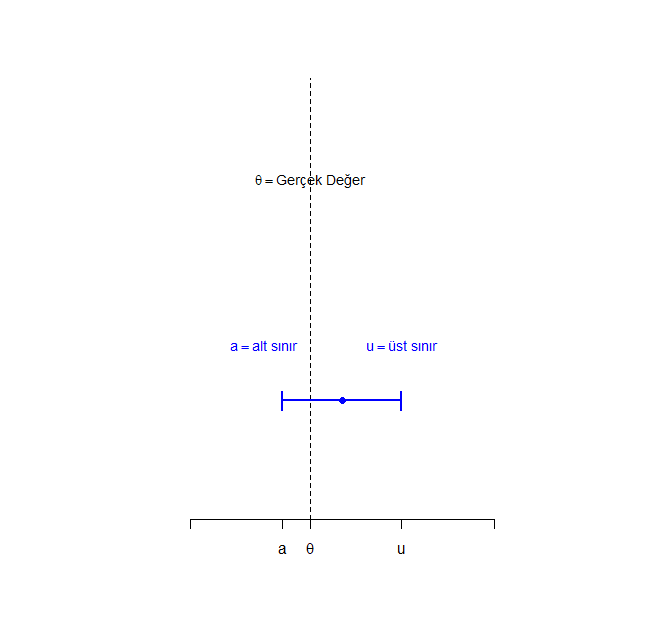 θ = Gerçek Değer
a = alt sınır
u = üst sınır
a θ u